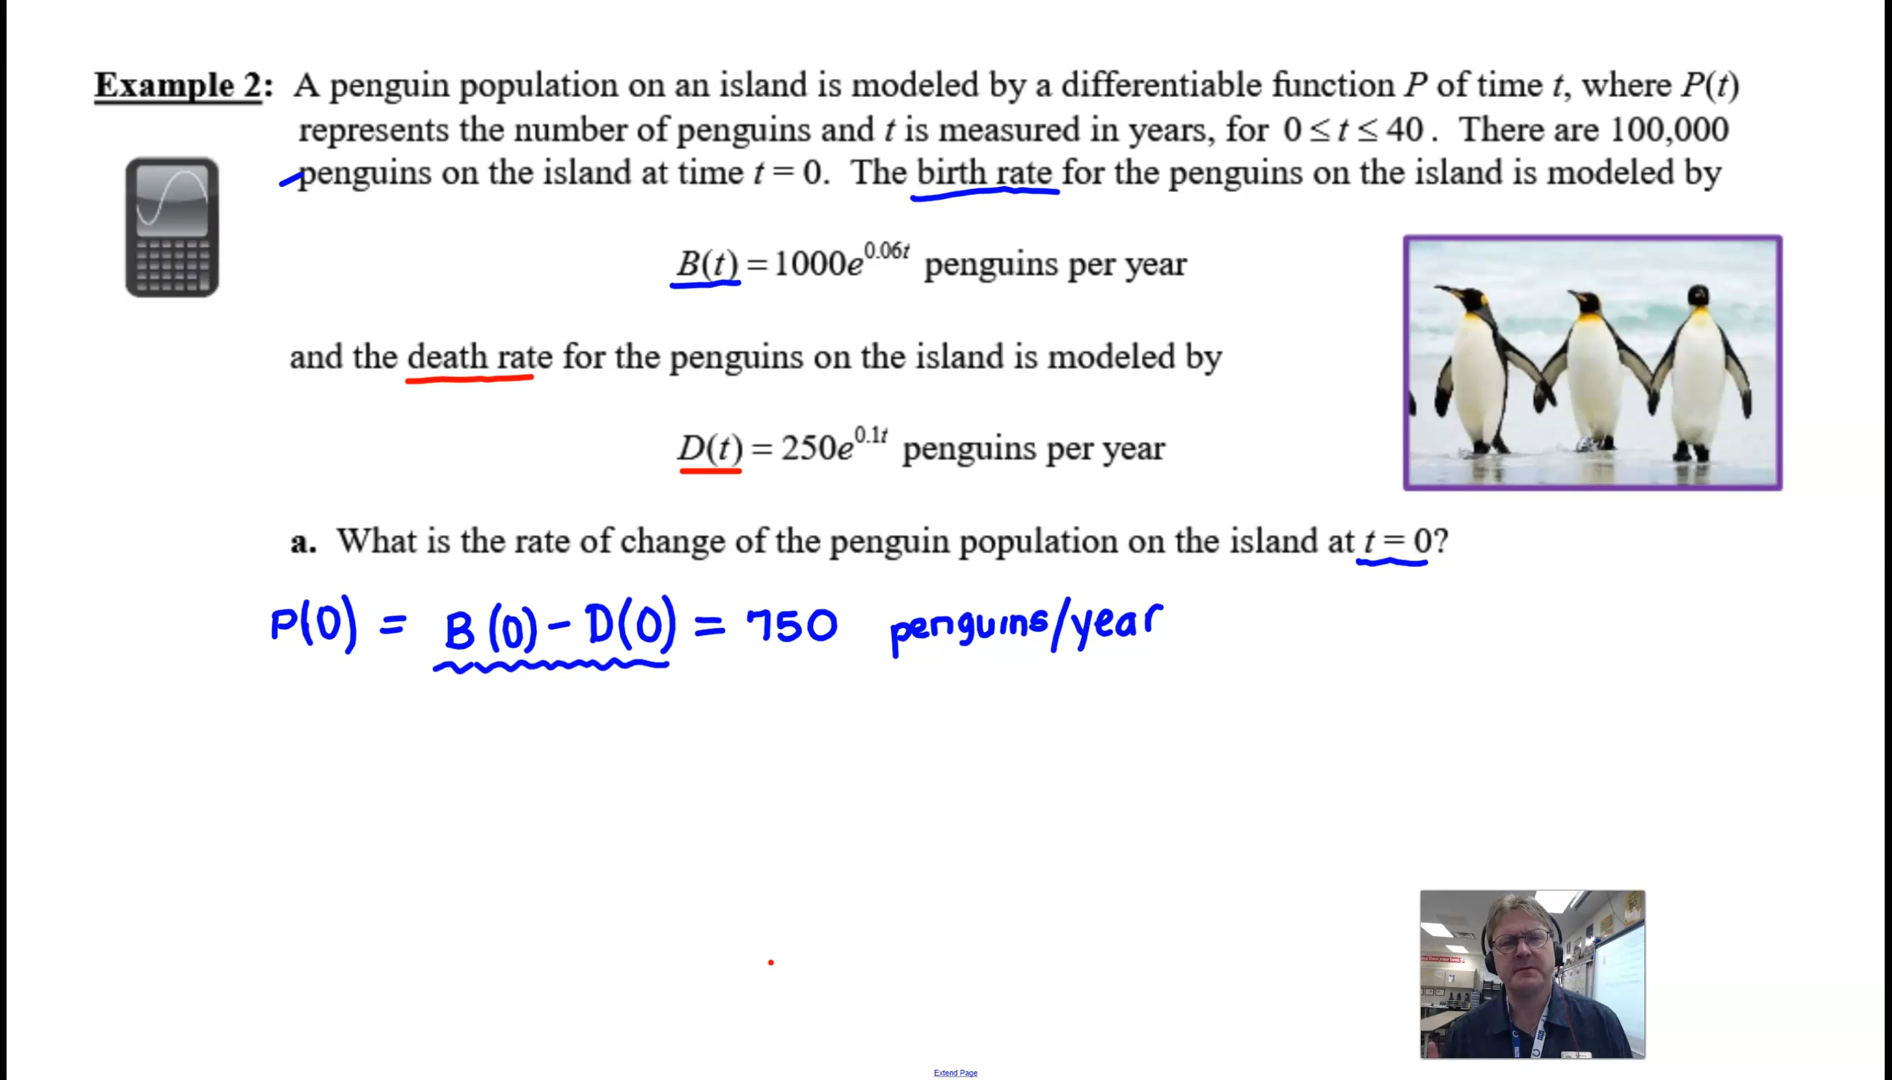 Example 2: A penguin population on an island is modeled by a differentiable function P of time t, where P(t)
represents the number of penguins and t is measured in years, for 0 ≤ t ≤ 40. There are 100,000
penguins on the island at time t = 0. The birth rate for the penguins on the island is modeled by
B(t) = 1000e^{0.06t} penguins per year
and the death rate for the penguins on the island is modeled by
D(t) = 250e^{0.1t} penguins per year
a. What is the rate of change of the penguin population on the island at t = 0?
P(0) = B(0) - D(0) = 750 penguins/year
Extend Page